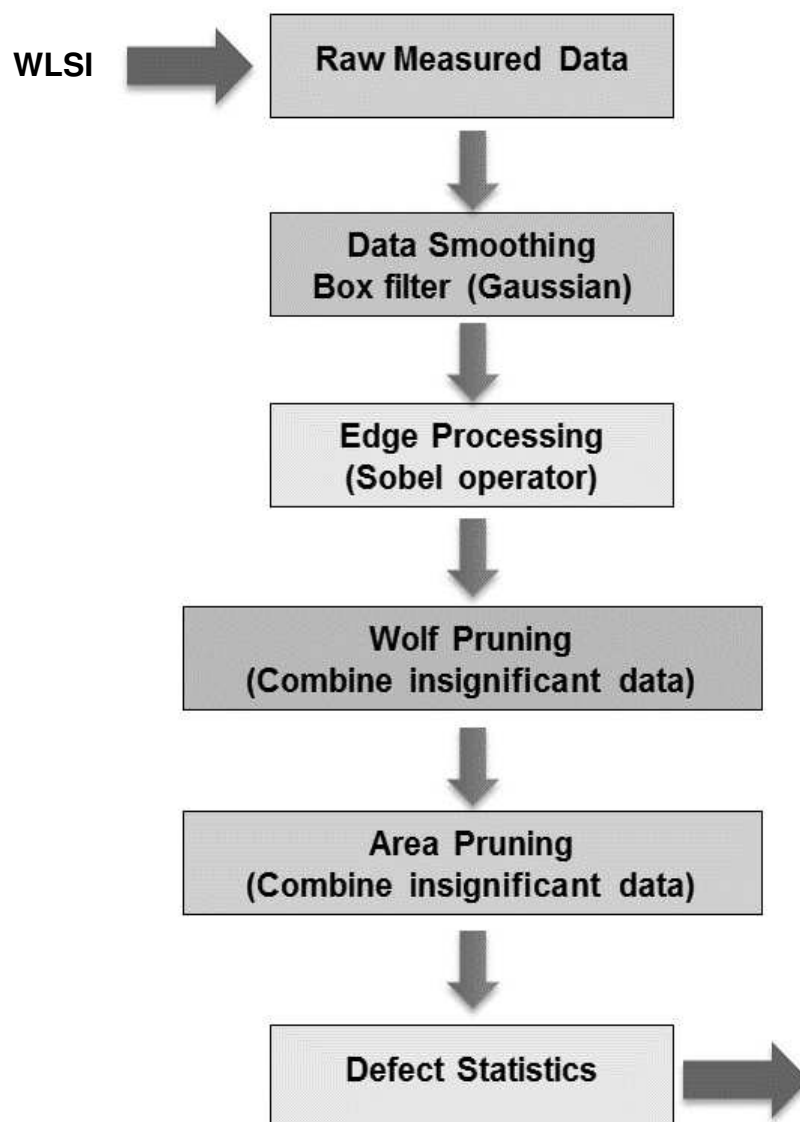 WLSI
Raw Measured Data
Data Smoothing
Box filter (Gaussian)
Edge Processing
(Sobel operator)
Wolf Pruning
(Combine insignificant data)
Area Pruning
(Combine insignificant data)
Defect Statistics